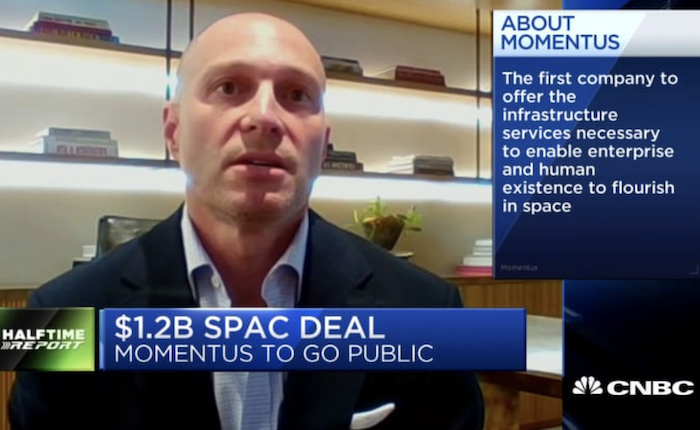 ABOUT
MOMENTUS
The first company to
offer the
infrastructure
services necessary
to enable enterprise
and human
existence to flourish
in space
Momentus
HALFTIME
REPORT
$1.2B SPAC DEAL
MOMENTUS TO GO PUBLIC
CNBC